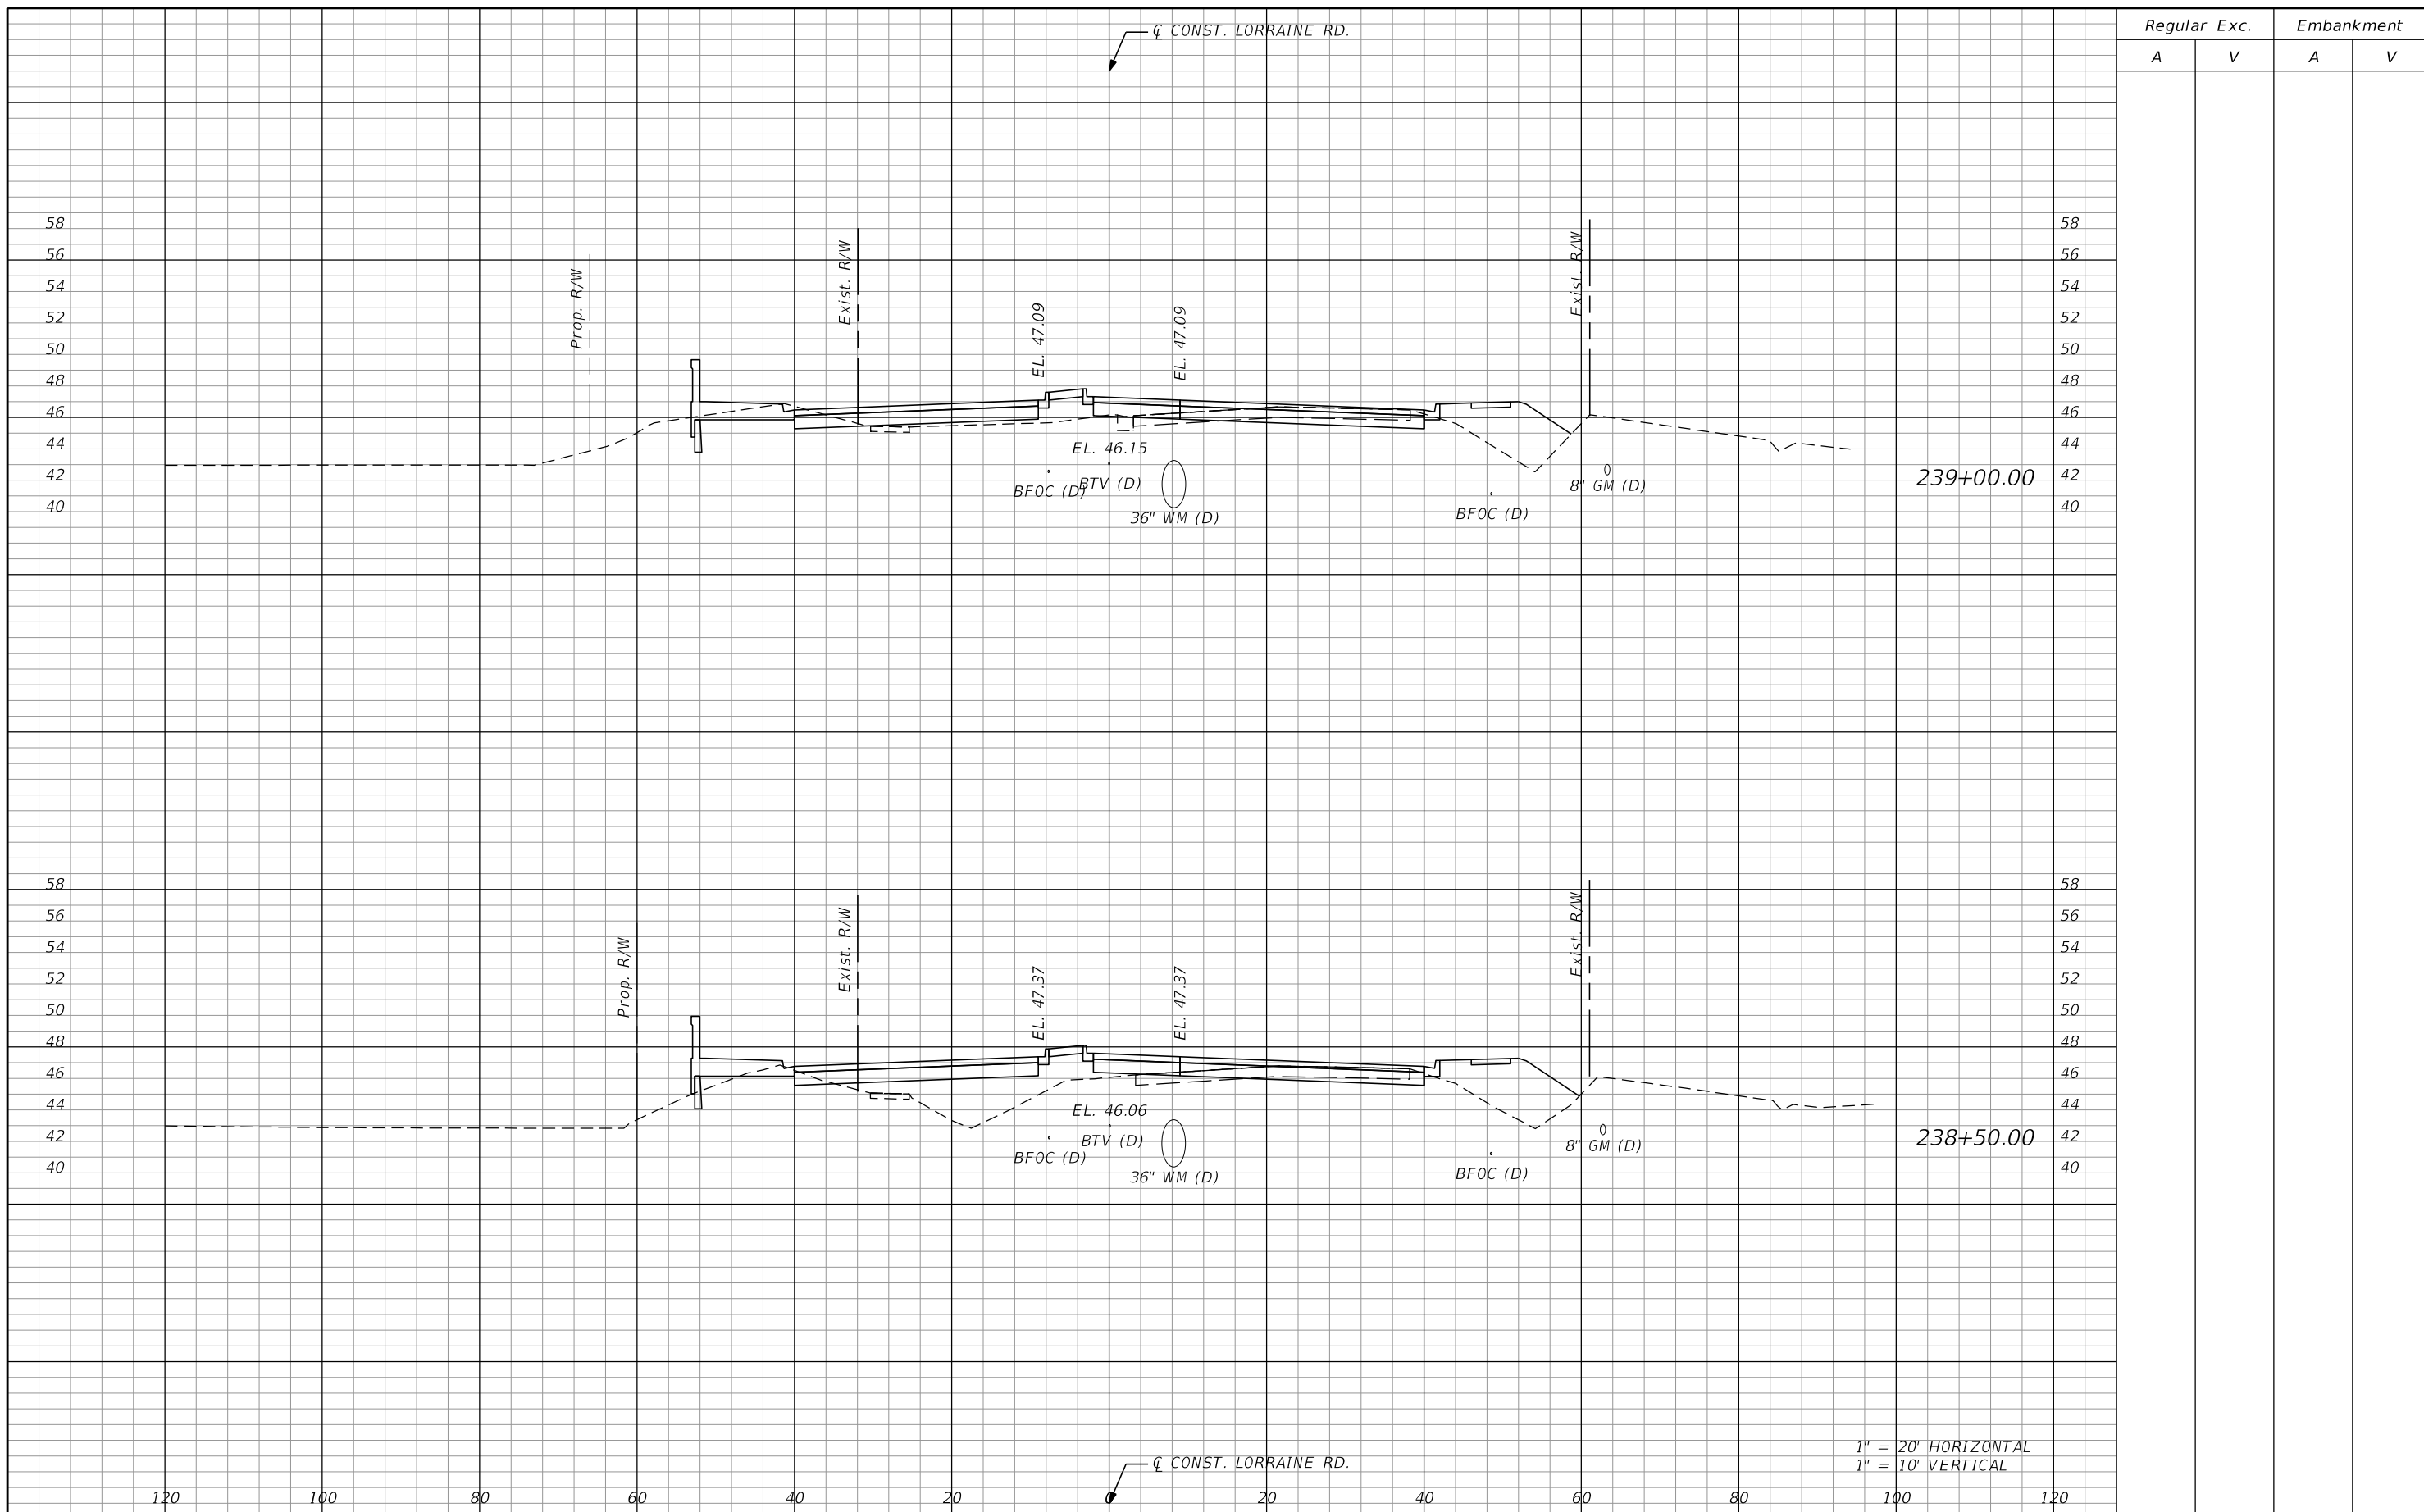 Regular Exc. Embankment
A V A V
℄ CONST. LORRAINE RD.
58 58
56 56
54 54
52 52
50 50
48 48
46 46
44 44
42 42
40 40
Prop. R/W
Exist. R/W
EL. 47.09
EL. 47.09
Exist. R/W
EL. 46.15
BFOC (D)
BTV (D)
36" WM (D)
BFOC (D)
8" GM (D)
239+00.00
58 58
56 56
54 54
52 52
50 50
48 48
46 46
44 44
42 42
40 40
Prop. R/W
Exist. R/W
EL. 47.37
EL. 47.37
Exist. R/W
EL. 46.06
BFOC (D)
BTV (D)
36" WM (D)
BFOC (D)
8" GM (D)
238+50.00
1" = 20' HORIZONTAL
1" = 10' VERTICAL
℄ CONST. LORRAINE RD.
120 100 80 60 40 20 0 20 40 60 80 100 120